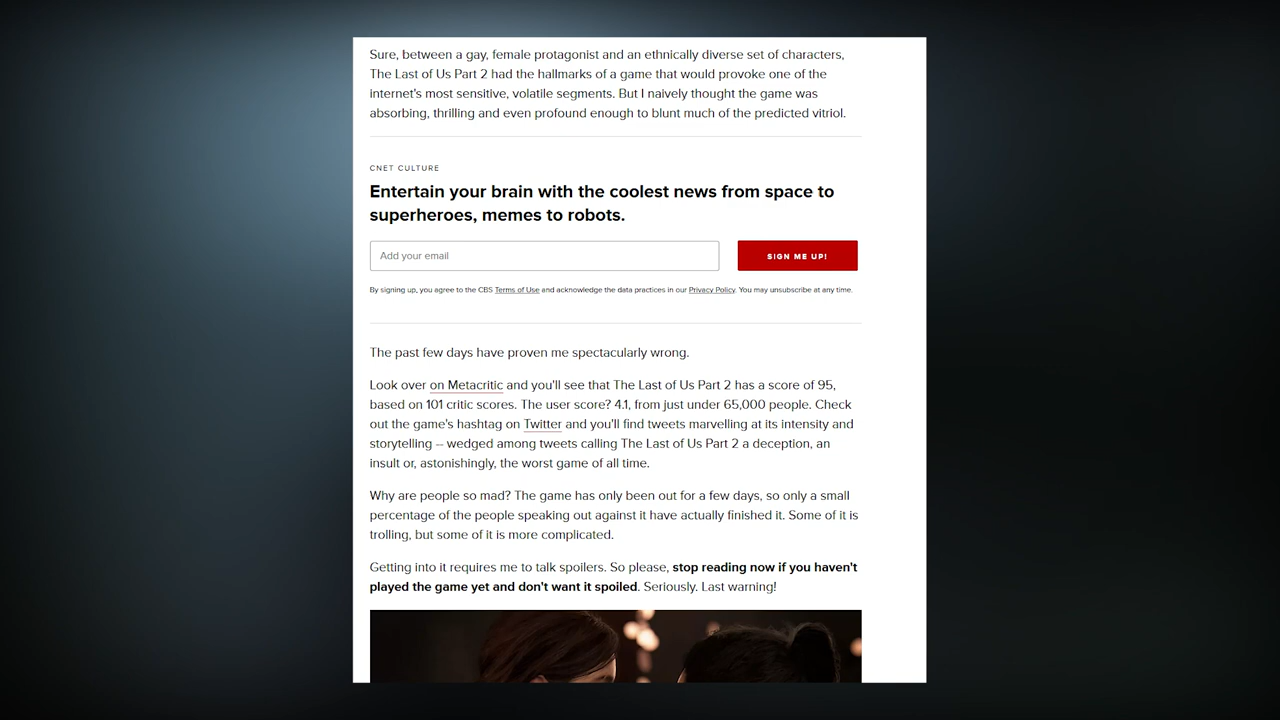 Sure, between a gay, female protagonist and an ethnically diverse set of characters,
The Last of Us Part 2 had the hallmarks of a game that would provoke one of the
internet's most sensitive, volatile segments. But I naively thought the game was
absorbing, thrilling and even profound enough to blunt much of the predicted vitriol.
CNET CULTURE
Entertain your brain with the coolest news from space to
superheroes, memes to robots.
Add your email
SIGN ME UP!
By signing up, you agree to the CBS Terms of Use and acknowledge the data practices in our Privacy Policy. You may unsubscribe at any time.
The past few days have proven me spectacularly wrong.
Look over on Metacritic and you'll see that The Last of Us Part 2 has a score of 95,
based on 101 critic scores. The user score? 4.1, from just under 65,000 people. Check
out the game's hashtag on Twitter and you'll find tweets marvelling at its intensity and
storytelling -- wedged among tweets calling The Last of Us Part 2 a deception, an
insult or, astonishingly, the worst game of all time.
Why are people so mad? The game has only been out for a few days, so only a small
percentage of the people speaking out against it have actually finished it. Some of it is
trolling, but some of it is more complicated.
Getting into it requires me to talk spoilers. So please, stop reading now if you haven't
played the game yet and don't want it spoiled. Seriously. Last warning!